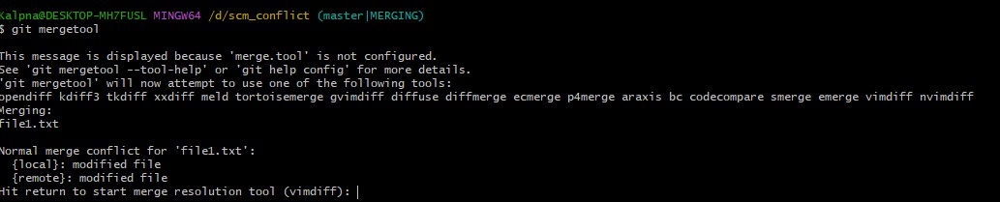 Kalpna@DESKTOP-MH7FUSL MINGW64 /d/scm_conflict (master|MERGING)
$ git mergetool
This message is displayed because 'merge.tool' is not configured.
See 'git mergetool --tool-help' or 'git help config' for more details.
'git mergetool' will now attempt to use one of the following tools:
opendiff kdiff3 tkdiff xxdiff meld tortoisemerge gvimdiff diffuse diffmerge ecmerge p4merge araxis bc codecompare smerge emerge vimdiff nvimdiff
Merging:
file1.txt
Normal merge conflict for 'file1.txt':
  {local}: modified file
  {remote}: modified file
Hit return to start merge resolution tool (vimdiff):